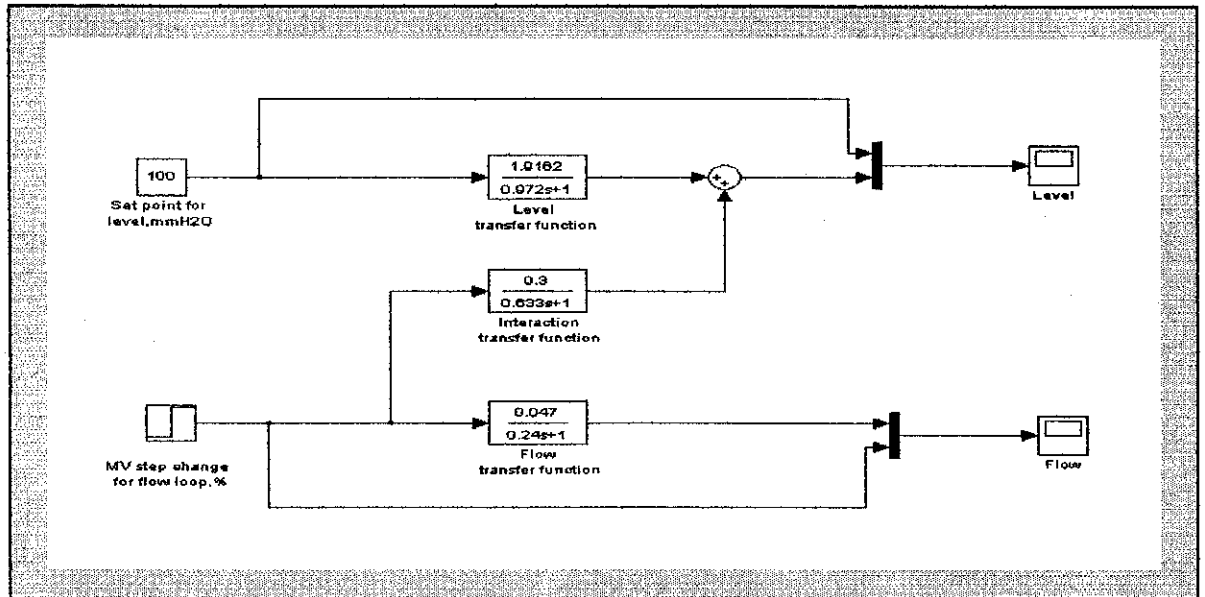 100
Set point for
level,mmH2O
1.9162
0.972s+1
Level
transfer function
Level
0.3
0.633s+1
Interaction
transfer function
MV step change
for flow loop,%
0.047
0.24s+1
Flow
transfer function
Flow